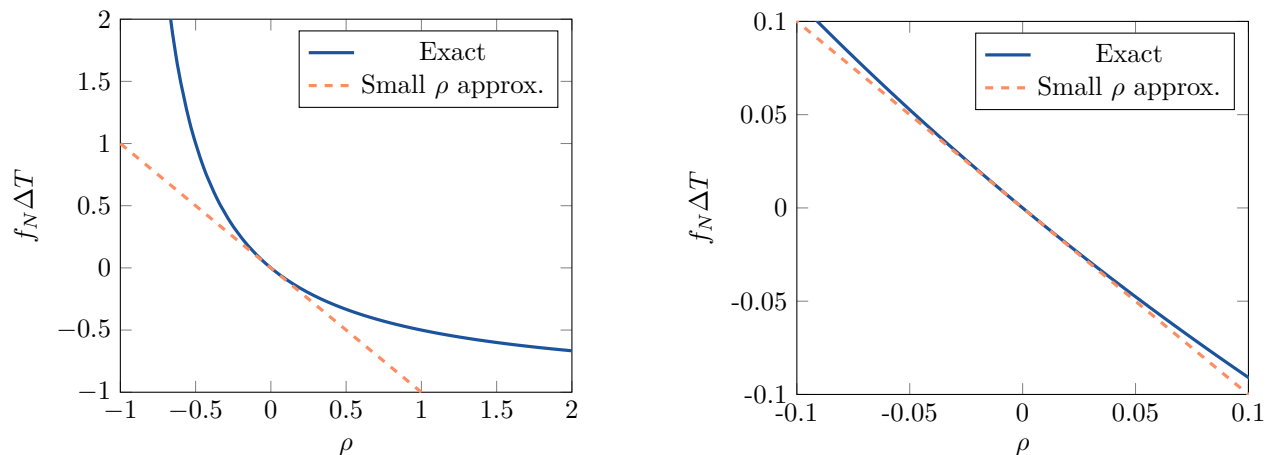 2
1.5
1
0.5
0
−0.5
−1
−1 −0.5 0 0.5 1 1.5 2
ρ
f_N ΔT
Exact
Small ρ approx.
0.1
0.05
0
-0.05
-0.1
-0.1 -0.05 0 0.05 0.1
ρ
f_N ΔT
Exact
Small ρ approx.